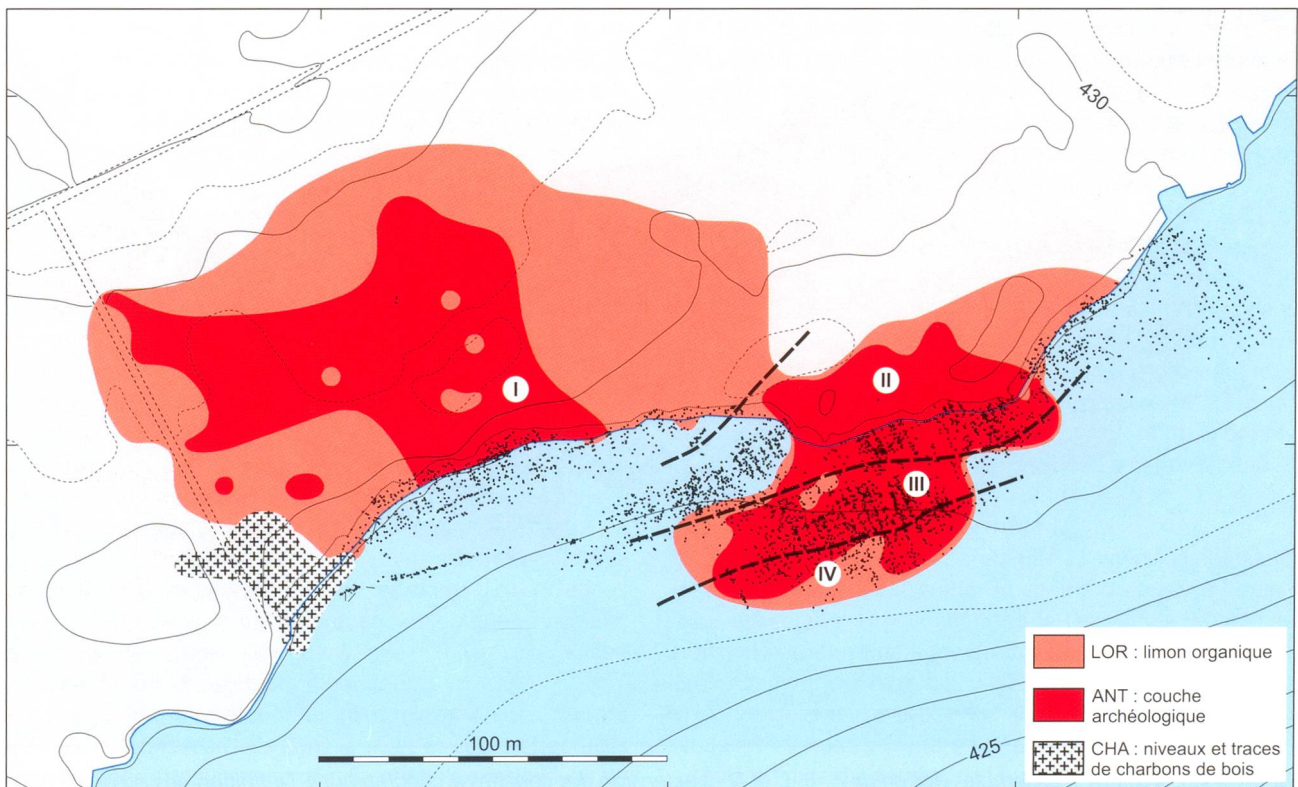 430
I
II
III
IV
100 m
425
LOR : limon organique
ANT : couche
archéologique
CHA : niveaux et traces
de charbons de bois